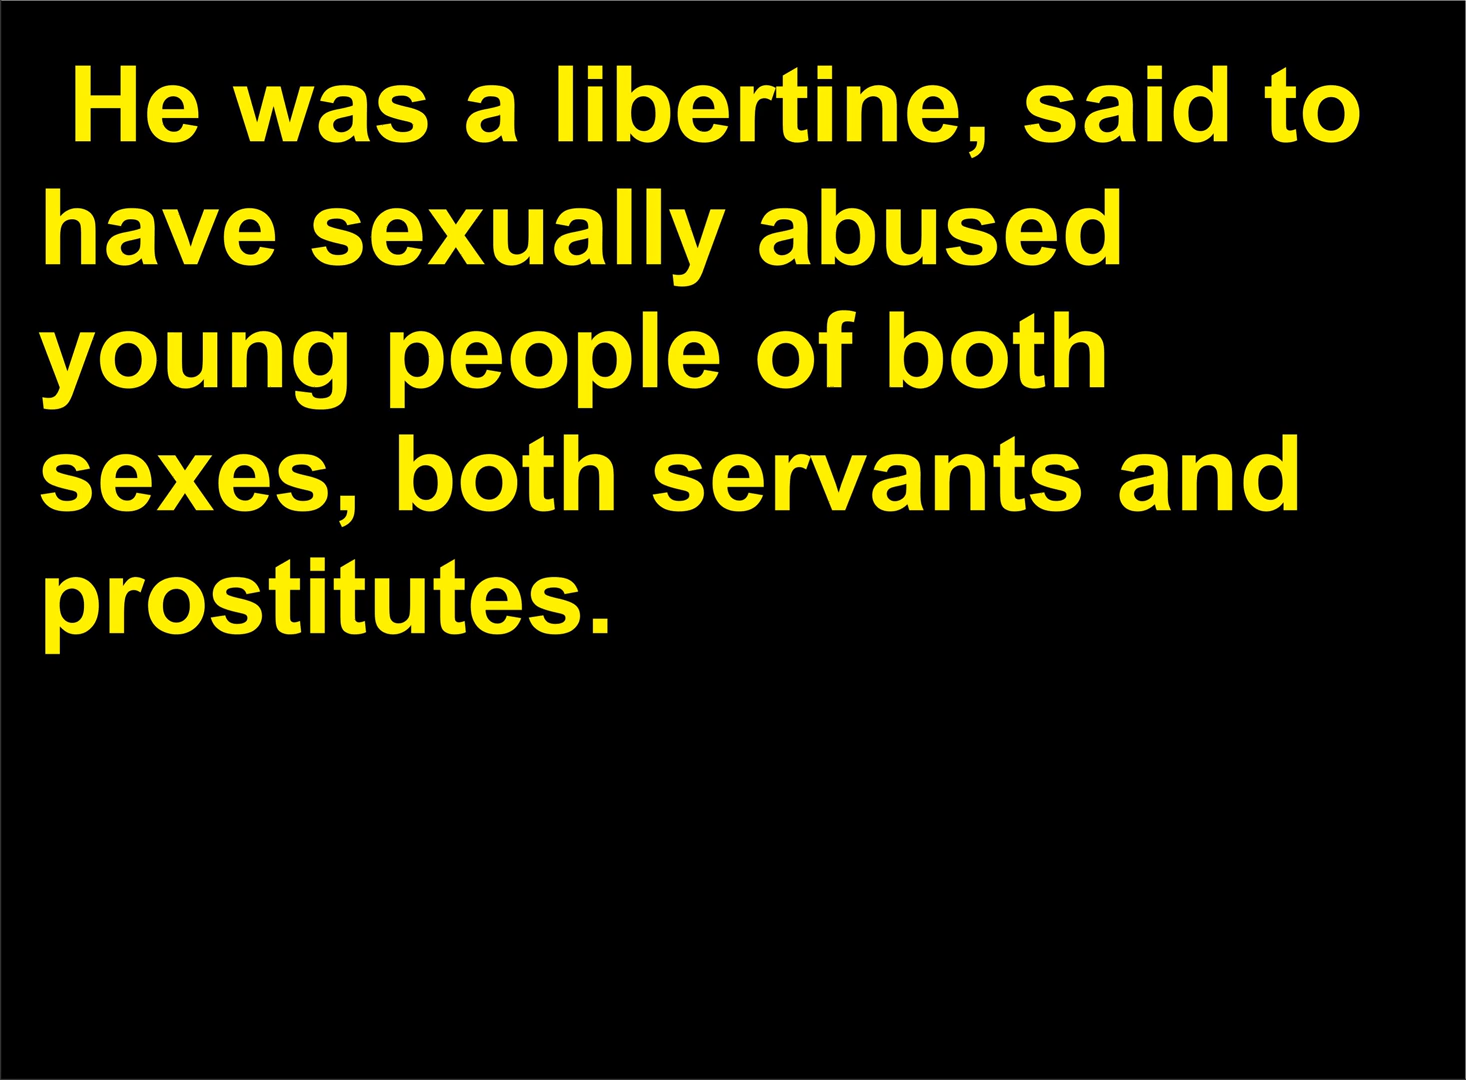 He was a libertine, said to
have sexually abused
young people of both
sexes, both servants and
prostitutes.